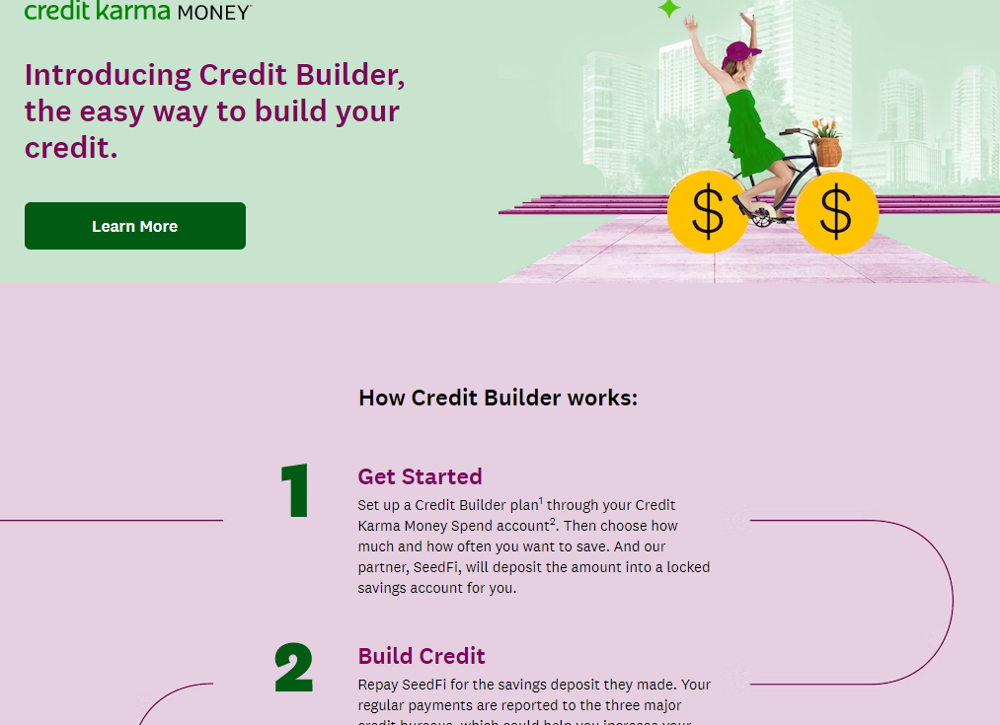 credit karma MONEY™
Introducing Credit Builder,
the easy way to build your
credit.
Learn More
$ $
How Credit Builder works:
1
Get Started
Set up a Credit Builder plan1 through your Credit
Karma Money Spend account2. Then choose how
much and how often you want to save. And our
partner, SeedFi, will deposit the amount into a locked
savings account for you.
2
Build Credit
Repay SeedFi for the savings deposit they made. Your
regular payments are reported to the three major
credit bureaus, which could help you increase your